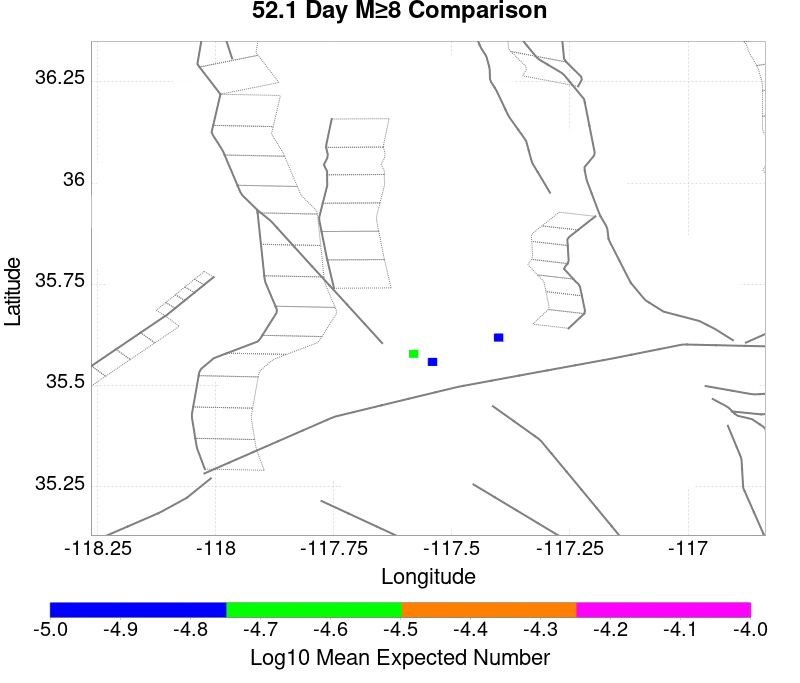 52.1 Day M≥8 Comparison
36.25
36
35.75
35.5
35.25
Latitude
-118.25 -118 -117.75 -117.5 -117.25 -117
Longitude
-5.0 -4.9 -4.8 -4.7 -4.6 -4.5 -4.4 -4.3 -4.2 -4.1 -4.0
Log10 Mean Expected Number